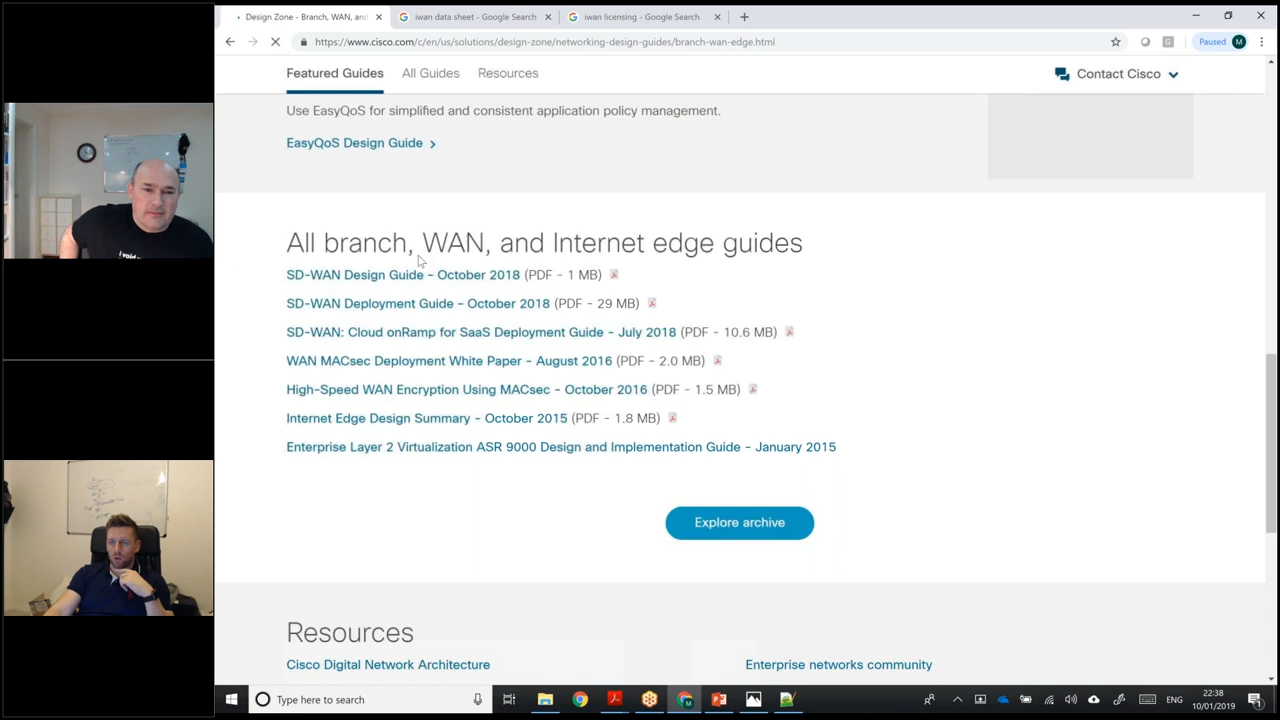 Design Zone - Branch, WAN, and
iwan data sheet - Google Search
iwan licensing - Google Search
https://www.cisco.com/c/en/us/solutions/design-zone/networking-design-guides/branch-wan-edge.html
Paused
M
Featured Guides
All Guides
Resources
Contact Cisco
Use EasyQoS for simplified and consistent application policy management.
EasyQoS Design Guide
All branch, WAN, and Internet edge guides
SD-WAN Design Guide - October 2018 (PDF - 1 MB)
SD-WAN Deployment Guide - October 2018 (PDF - 29 MB)
SD-WAN: Cloud onRamp for SaaS Deployment Guide - July 2018 (PDF - 10.6 MB)
WAN MACsec Deployment White Paper - August 2016 (PDF - 2.0 MB)
High-Speed WAN Encryption Using MACsec - October 2016 (PDF - 1.5 MB)
Internet Edge Design Summary - October 2015 (PDF - 1.8 MB)
Enterprise Layer 2 Virtualization ASR 9000 Design and Implementation Guide - January 2015
Explore archive
Resources
Cisco Digital Network Architecture
Enterprise networks community
Type here to search
ENG
22:38
10/01/2019